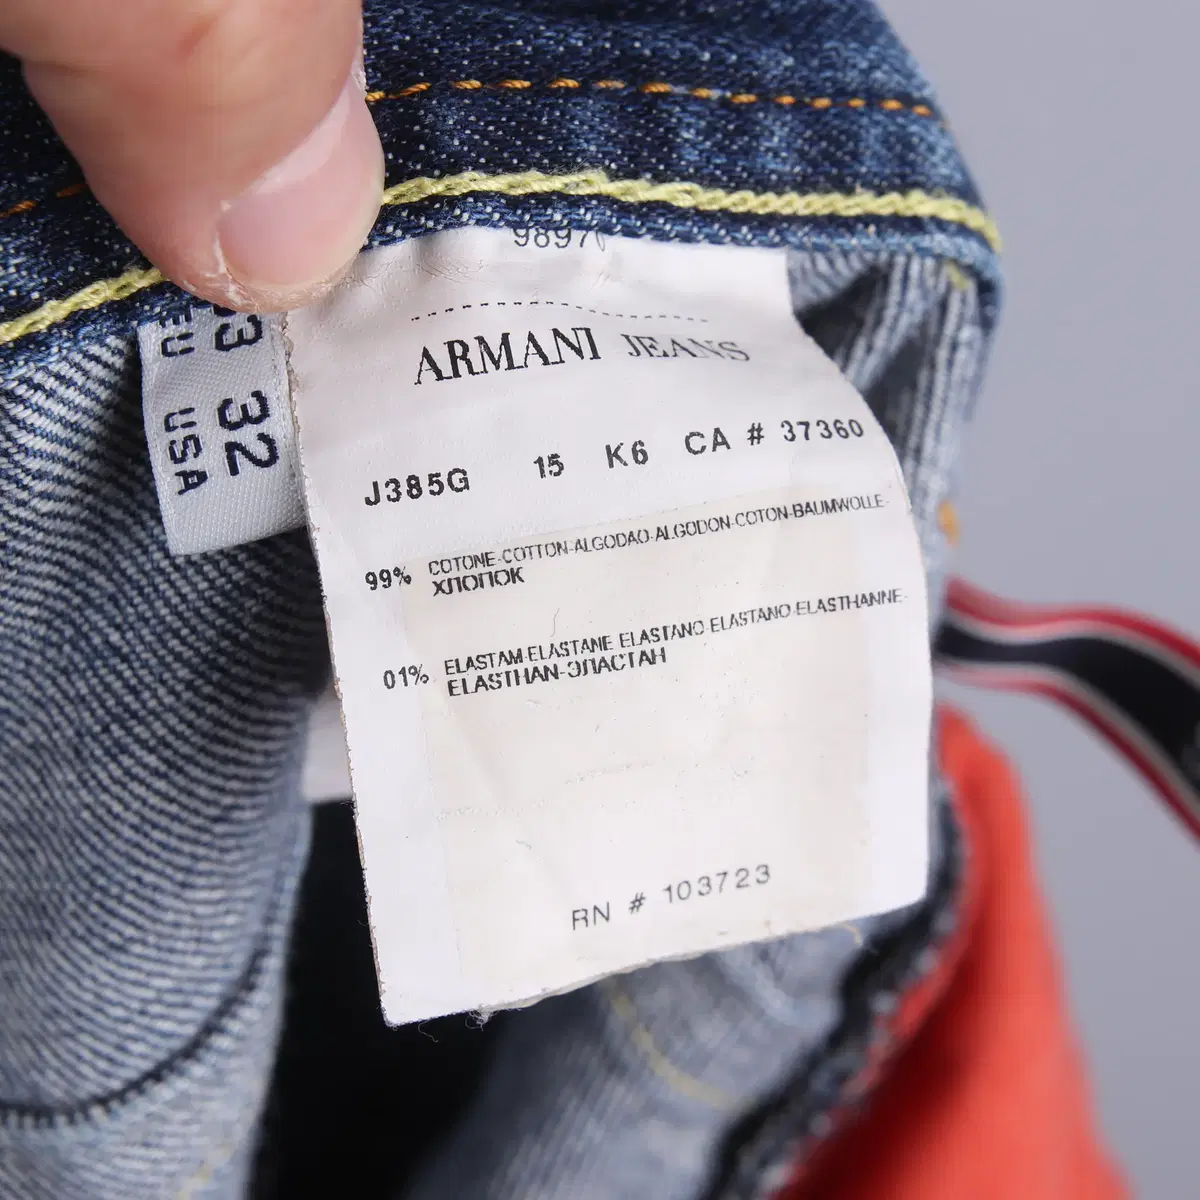 98970
ARMANI JEANS
J385G 15 K6 CA # 37360
99% COTONE-COTTON-ALGODAO-ALGODON-COTON-BAUMWOLLE-
ХЛОПОК
01% ELASTAM-ELASTANE ELASTANO ELASTANO-ELASTHANNE-
ELASTHAN-ЭЛАСТАН
RN # 103723
EU
USA 32